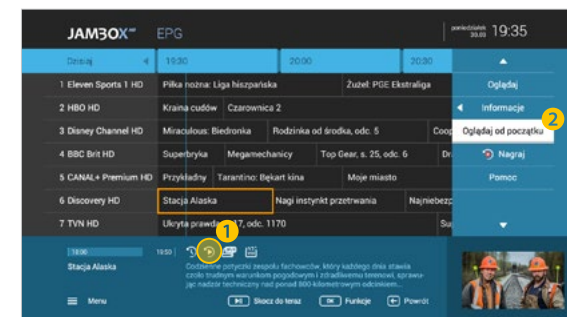 JAMBOX EPG poniedziałek 30.03 19:35
Dzisiaj 19:30 20:00 20:30
1 Eleven Sports 1 HD Piłka nożna: Liga hiszpańska Żużel: PGE Ekstraliga Oglądaj
2 HBO HD Kraina cudów Czarownica 2 Informacje
2
3 Disney Channel HD Miraculous: Biedronka Rodzinka od środka, odc. 5 Coop Oglądaj od początku
4 BBC Brit HD Superbryka Megamechanicy Top Gear, s. 25, odc. 6 Dr Nagraj
5 CANAL+ Premium HD Przykładny Tarantino: Bękart kina Moje miasto Pomoc
6 Discovery HD Stacja Alaska Nagi instynkt przetrwania Najniebezp
7 TVN HD Ukryta prawda 17, odc. 1170 Su
1
19:00 19:50
Stacja Alaska Codzienne potyczki zespołu fachowców, który każdego dnia stawia
czoło trudnym warunkom pogodowym i zdradliwemu terenowi, sprawu-
jąc nadzór techniczny nad ponad 800-kilometrowym odcinkiem...
Menu Skocz do teraz OK Funkcje Powrót